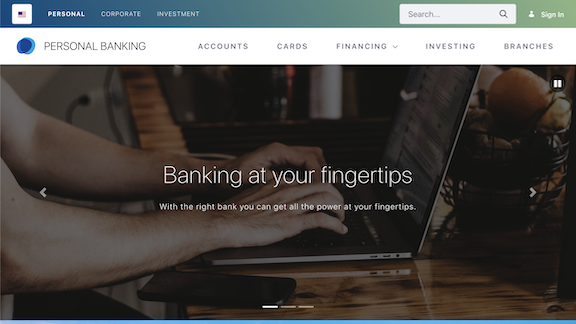 PERSONAL CORPORATE INVESTMENT Search... Sign In
PERSONAL BANKING ACCOUNTS CARDS FINANCING INVESTING BRANCHES
Banking at your fingertips
With the right bank you can get all the power at your fingertips.